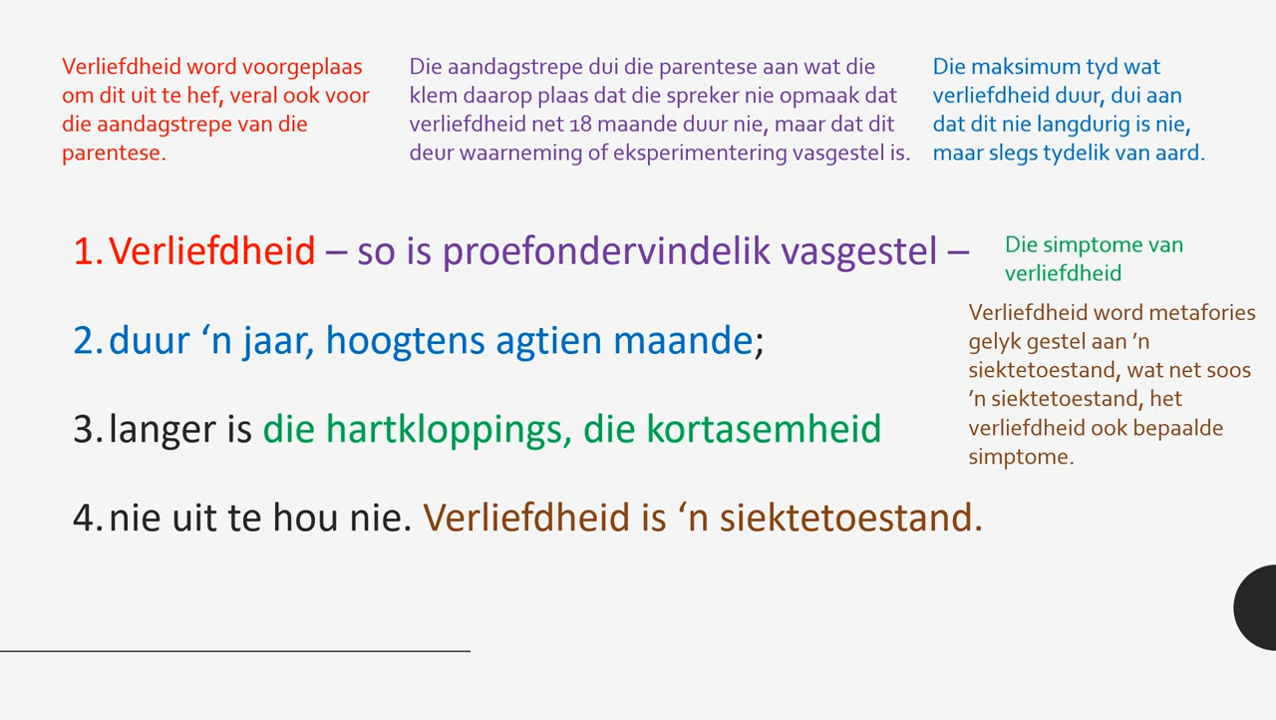 Verliefdheid word voorgeplaas
om dit uit te hef, veral ook voor
die aandagstrepe van die
parentese.
Die aandagstrepe dui die parentese aan wat die
klem daarop plaas dat die spreker nie opmaak dat
verliefdheid net 18 maande duur nie, maar dat dit
deur waarneming of eksperimentering vasgestel is.
Die maksimum tyd wat
verliefdheid duur, dui aan
dat dit nie langdurig is nie,
maar slegs tydelik van aard.
1. Verliefdheid – so is proefondervindelik vasgestel –
2. duur ‘n jaar, hoogtens agtien maande;
3. langer is die hartkloppings, die kortasemheid
4. nie uit te hou nie. Verliefdheid is ‘n siektetoestand.
Die simptome van
verliefdheid
Verliefdheid word metafories
gelyk gestel aan ’n
siektetoestand, wat net soos
’n siektetoestand, het
verliefdheid ook bepaalde
simptome.